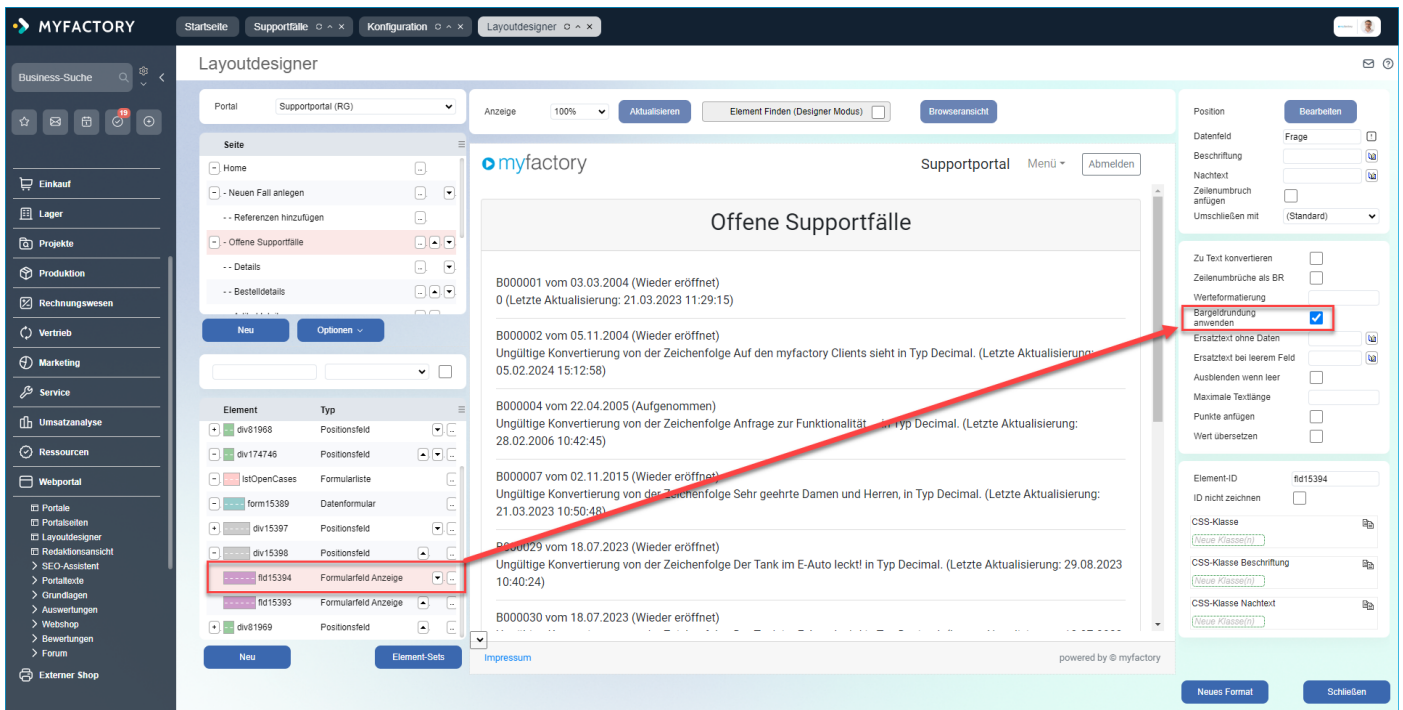 MYFACTORY
Startseite
Supportfälle
Konfiguration
Layoutdesigner
Business-Suche
19
Einkauf
Lager
Projekte
Produktion
Rechnungswesen
Vertrieb
Marketing
Service
Umsatzanalyse
Ressourcen
Webportal
Portale
Portalseiten
Layoutdesigner
Redaktionsansicht
SEO-Assistent
Portaltexte
Grundlagen
Auswertungen
Webshop
Bewertungen
Forum
Externer Shop
Layoutdesigner
Portal Supportportal (RG)
Seite
Home
- Neuen Fall anlegen
- - Referenzen hinzufügen
- Offene Supportfälle
- - Details
- - Bestelldetails
Neu Optionen
Element Typ
div81968 Positionsfeld
div174746 Positionsfeld
lstOpenCases Formularliste
form15389 Datenformular
div15397 Positionsfeld
div15398 Positionsfeld
fld15394 Formularfeld Anzeige
fld15393 Formularfeld Anzeige
div81969 Positionsfeld
Neu Element-Sets
Anzeige 100% Aktualisieren Element Finden (Designer Modus) Browseransicht
myfactory Supportportal Menü Abmelden
Offene Supportfälle
B000001 vom 03.03.2004 (Wieder eröffnet)
0 (Letzte Aktualisierung: 21.03.2023 11:29:15)
B000002 vom 05.11.2004 (Wieder eröffnet)
Ungültige Konvertierung von der Zeichenfolge Auf den myfactory Clients sieht in Typ Decimal. (Letzte Aktualisierung:
05.02.2024 15:12:58)
B000004 vom 22.04.2005 (Aufgenommen)
Ungültige Konvertierung von der Zeichenfolge Anfrage zur Funktionalität in Typ Decimal. (Letzte Aktualisierung:
28.02.2006 10:42:45)
B000007 vom 02.11.2015 (Wieder eröffnet)
Ungültige Konvertierung von der Zeichenfolge Sehr geehrte Damen und Herren, in Typ Decimal. (Letzte Aktualisierung:
21.03.2023 10:50:48)
B000029 vom 18.07.2023 (Wieder eröffnet)
Ungültige Konvertierung von der Zeichenfolge Der Tank im E-Auto leckt! in Typ Decimal. (Letzte Aktualisierung: 29.08.2023
10:40:24)
B000030 vom 18.07.2023 (Wieder eröffnet)
Impressum powered by © myfactory
Position Bearbeiten
Datenfeld Frage
Beschriftung
Nachtext
Zeilenumbruch
anfügen
Umschließen mit (Standard)
Zu Text konvertieren
Zeilenumbrüche als BR
Werteformatierung
Bargeldrundung
anwenden
Ersatztext ohne Daten
Ersatztext bei leerem Feld
Ausblenden wenn leer
Maximale Textlänge
Punkte anfügen
Wert übersetzen
Element-ID fld15394
ID nicht zeichnen
CSS-Klasse
(Neue Klasse(n))
CSS-Klasse Beschriftung
(Neue Klasse(n))
CSS-Klasse Nachtext
(Neue Klasse(n))
Neues Format Schließen